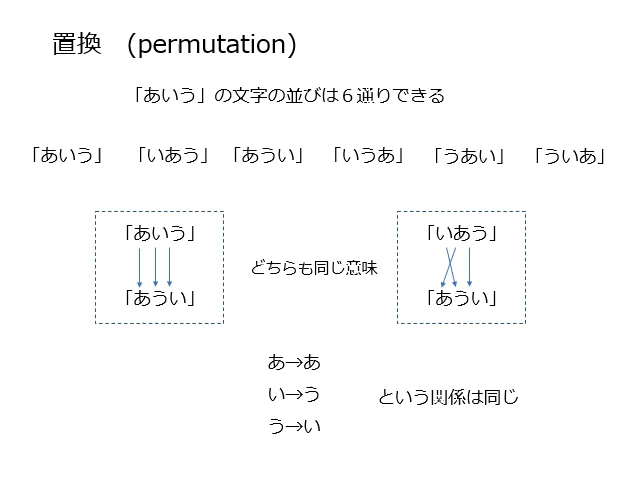 置換 (permutation)
「あいう」の文字の並びは６通りできる
「あいう」 「いあう」 「あうい」 「いうあ」 「うあい」 「ういあ」
「あいう」 「いあう」
どちらも同じ意味
「あうい」 「あうい」
あ→あ
い→う という関係は同じ
う→い